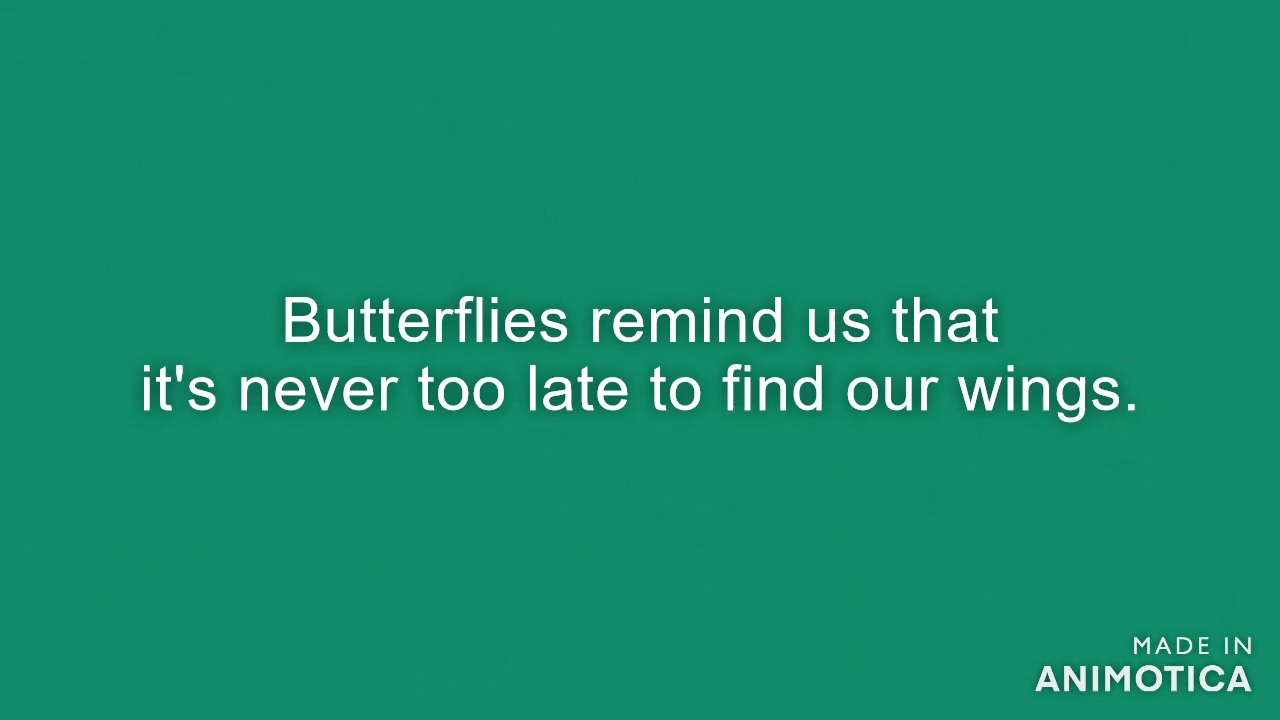 Butterflies remind us that
it's never too late to find our wings.
MADE IN
ANIMOTICA